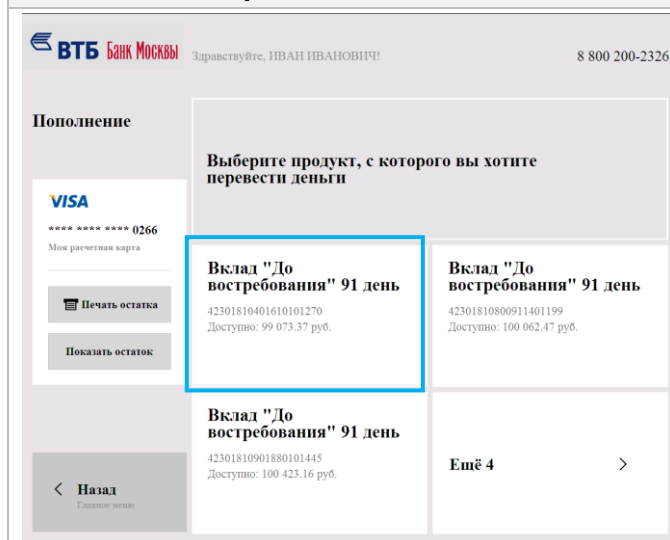 ВТБ Банк Москвы
Здравствуйте, ИВАН ИВАНОВИЧ!
8 800 200-2326
Пополнение
Выберите продукт, с которого вы хотите
перевести деньги
VISA
**** **** **** 0266
Моя расчетная карта
Печать остатка
Показать остаток
Вклад "До
востребования" 91 день
42301810401610101270
Доступно: 99 073.37 руб.
Вклад "До
востребования" 91 день
42301810800911401199
Доступно: 100 062.47 руб.
Вклад "До
востребования" 91 день
42301810901880101445
Доступно: 100 423.16 руб.
Ещё 4
Назад
Главное меню